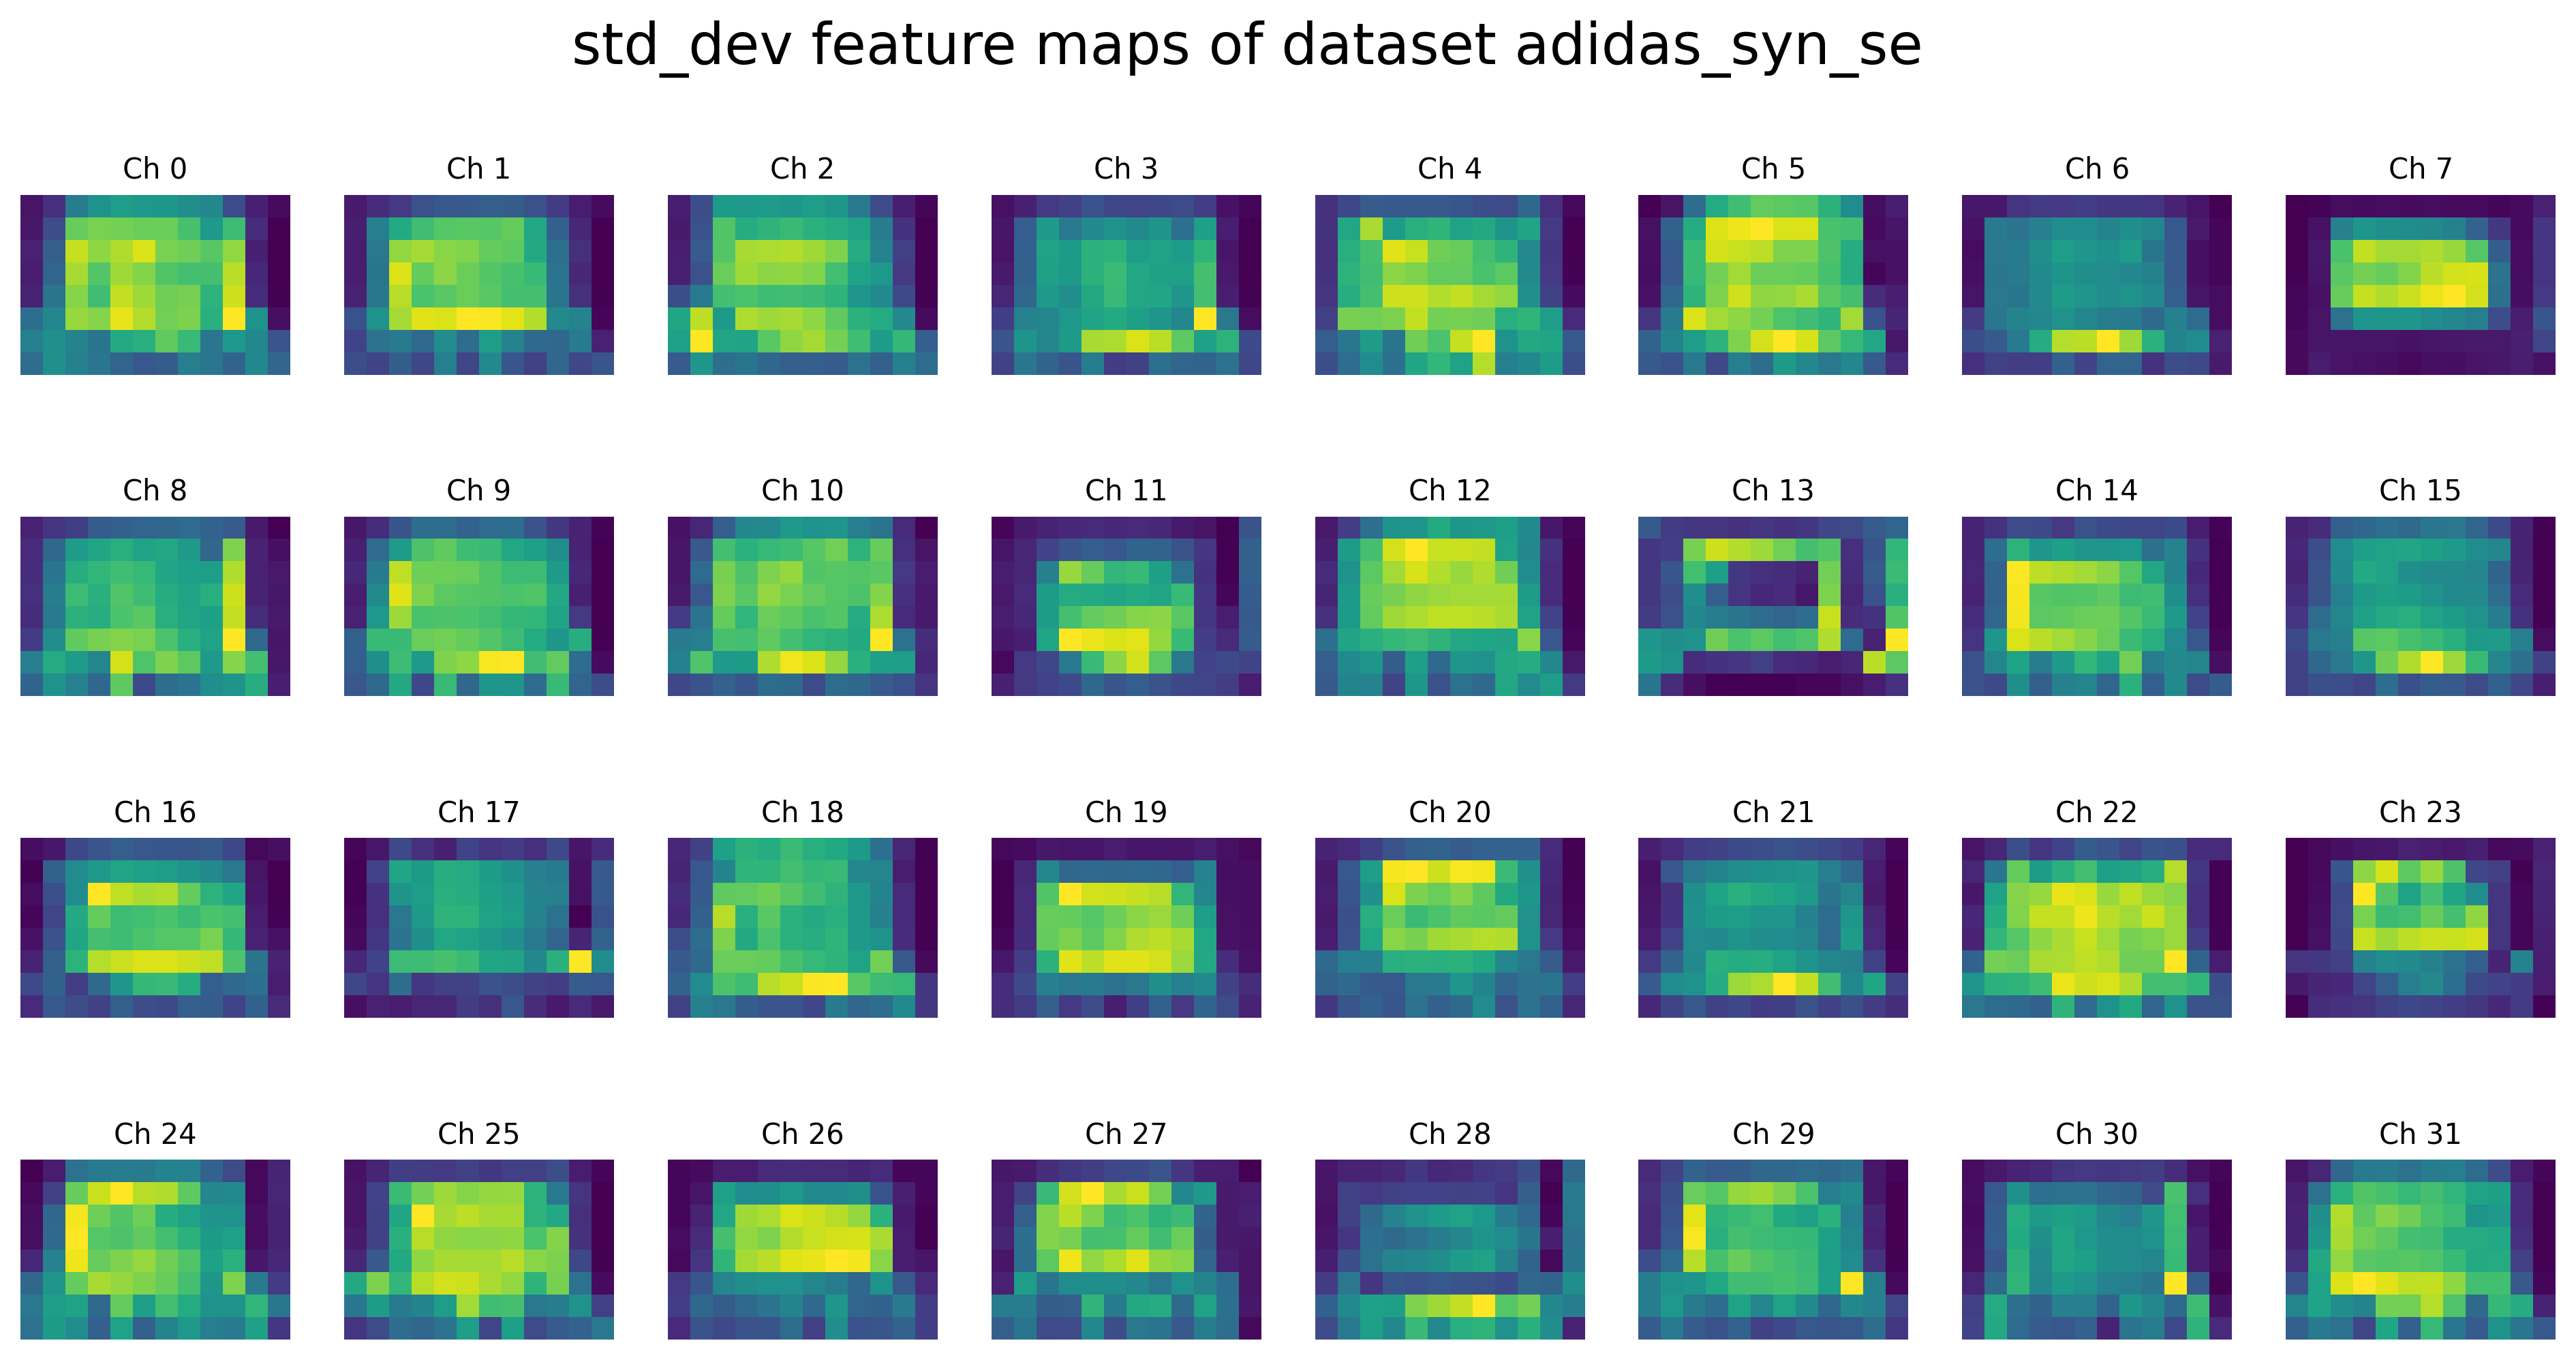 std_dev feature maps of dataset adidas_syn_se
Ch 0 Ch 1 Ch 2 Ch 3 Ch 4 Ch 5 Ch 6 Ch 7
Ch 8 Ch 9 Ch 10 Ch 11 Ch 12 Ch 13 Ch 14 Ch 15
Ch 16 Ch 17 Ch 18 Ch 19 Ch 20 Ch 21 Ch 22 Ch 23
Ch 24 Ch 25 Ch 26 Ch 27 Ch 28 Ch 29 Ch 30 Ch 31